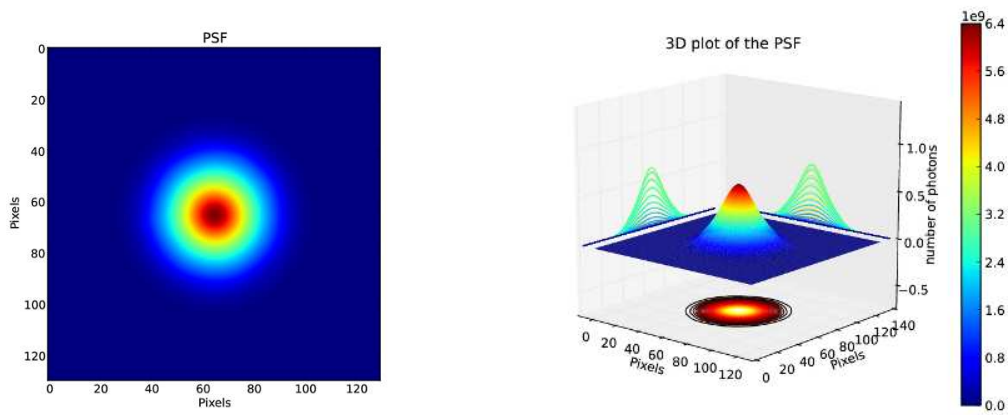 PSF
0
20
40
60
80
100
120
Pixels
0 20 40 60 80 100 120
Pixels
3D plot of the PSF
1.0
0.5
0.0
−0.5
number of photons
0 20 40 60 80 100 120
Pixels
0 20 40 60 80 100 120 140
Pixels
1e9
6.4
5.6
4.8
4.0
3.2
2.4
1.6
0.8
0.0